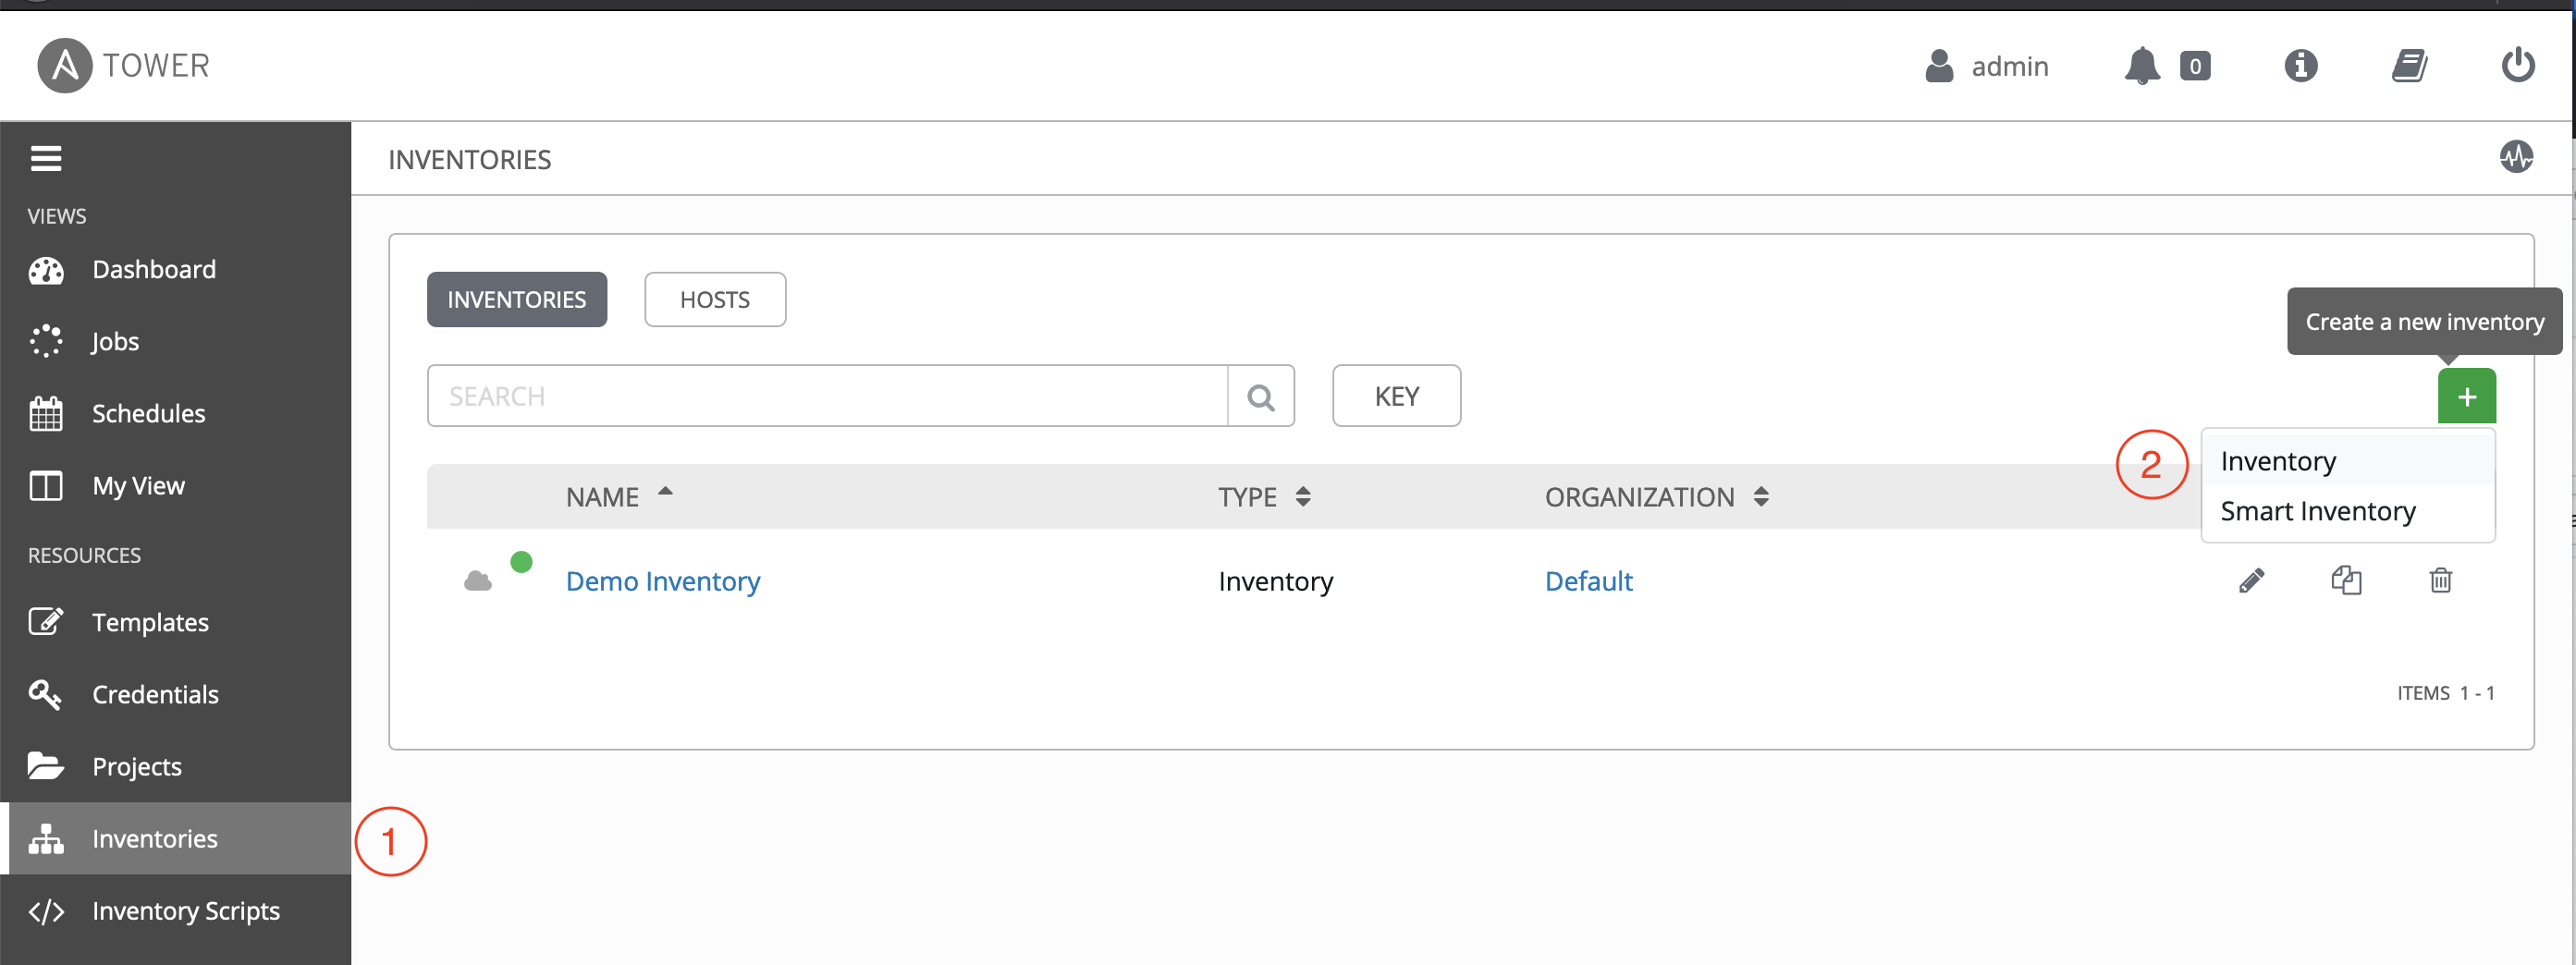 TOWER
admin
0
INVENTORIES
VIEWS
Dashboard
Jobs
Schedules
My View
RESOURCES
Templates
Credentials
Projects
Inventories
1
Inventory Scripts
INVENTORIES
HOSTS
Create a new inventory
SEARCH
KEY
+
2
Inventory
Smart Inventory
NAME
TYPE
ORGANIZATION
Demo Inventory
Inventory
Default
ITEMS 1 - 1